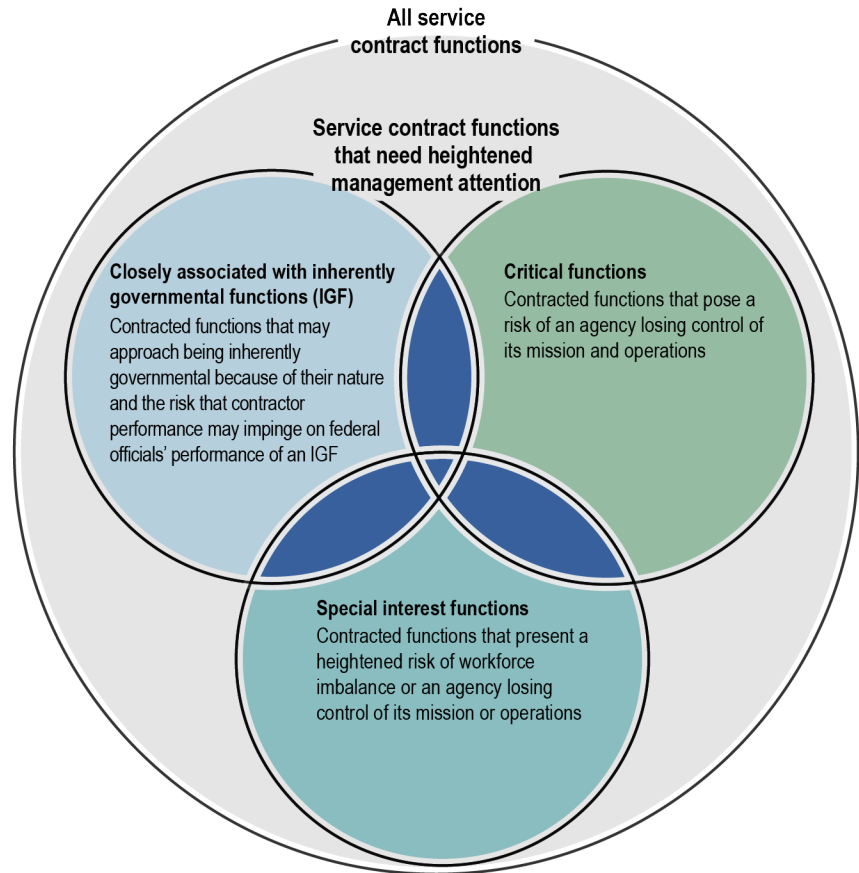 All service
contract functions
Service contract functions
that need heightened
management attention
Closely associated with inherently
governmental functions (IGF)
Contracted functions that may
approach being inherently
governmental because of their nature
and the risk that contractor
performance may impinge on federal
officials’ performance of an IGF
Critical functions
Contracted functions that pose a
risk of an agency losing control of
its mission and operations
Special interest functions
Contracted functions that present a
heightened risk of workforce
imbalance or an agency losing
control of its mission or operations